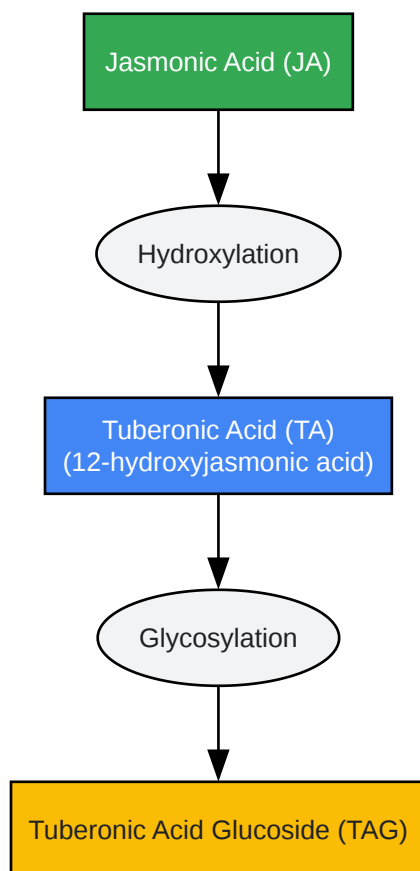 Jasmonic Acid (JA)
Hydroxylation
Tuberonic Acid (TA)
(12-hydroxyjasmonic acid)
Glycosylation
Tuberonic Acid Glucoside (TAG)